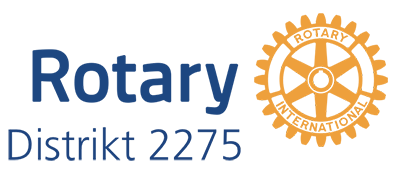 Rotary
Distrikt 2275
ROTARY
INTERNATIONAL